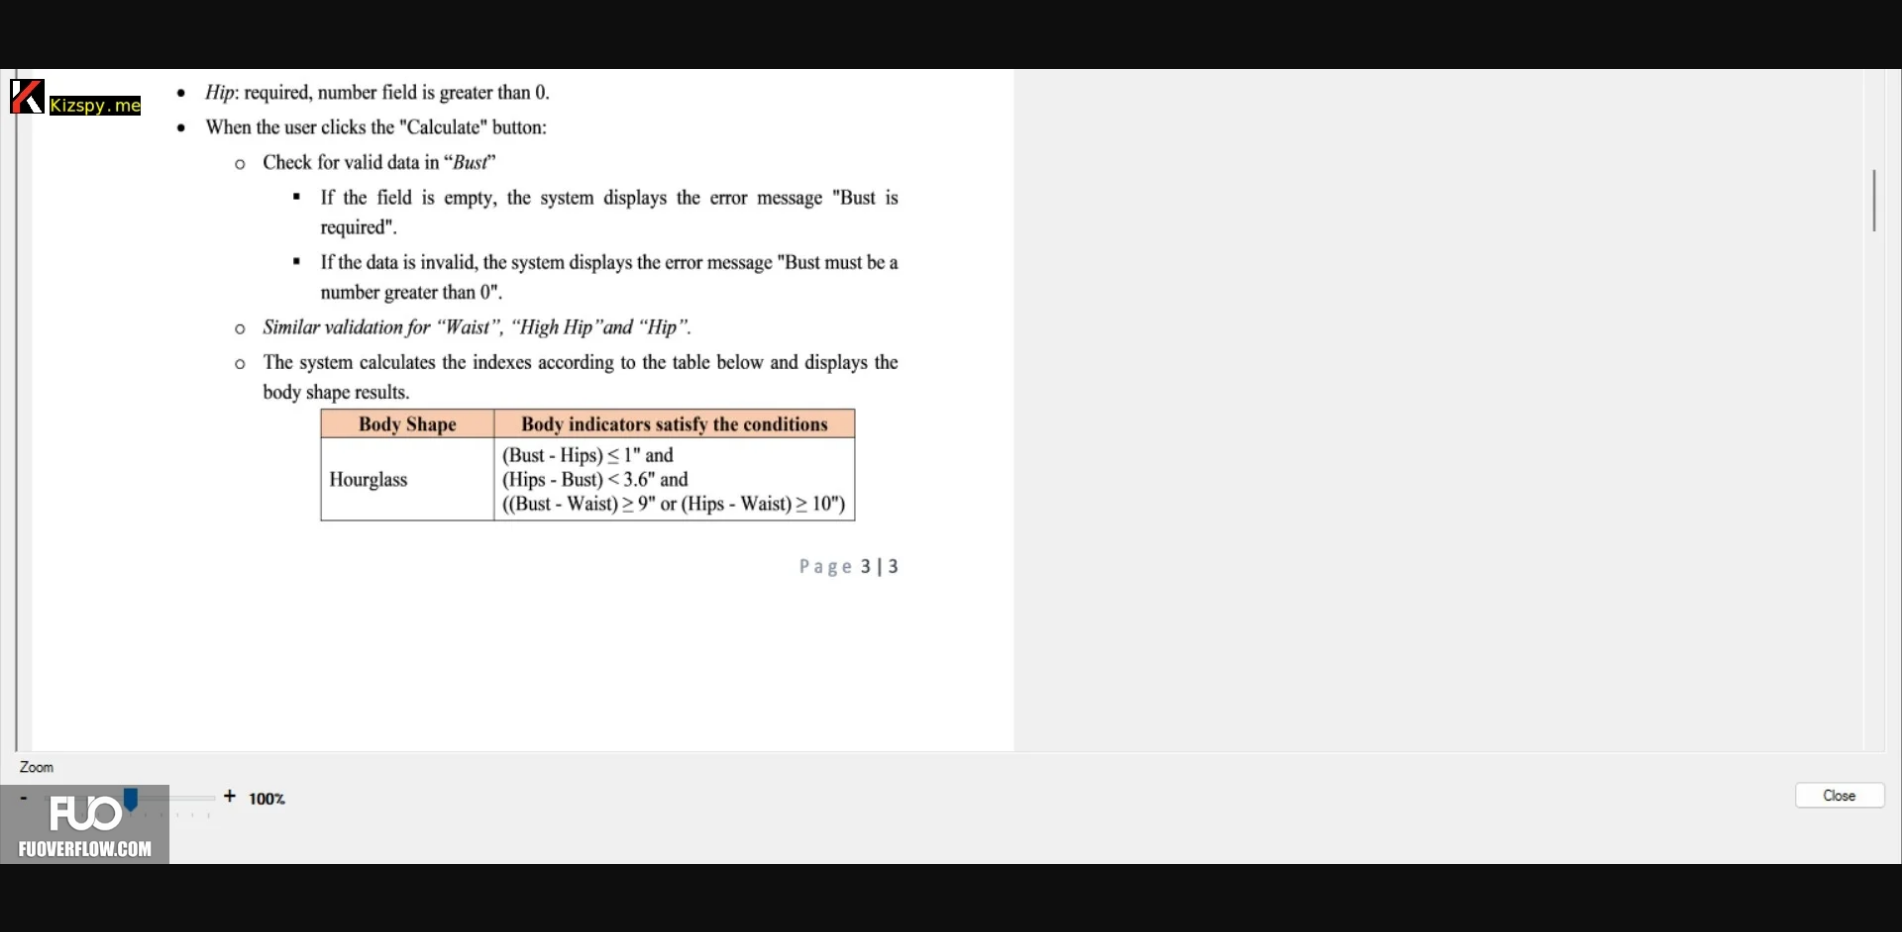 Kizspy.me
• Hip: required, number field is greater than 0.
• When the user clicks the "Calculate" button:
o Check for valid data in “Bust”
▪ If the field is empty, the system displays the error message "Bust is
required".
▪ If the data is invalid, the system displays the error message "Bust must be a
number greater than 0".
o Similar validation for “Waist”, “High Hip”and “Hip”.
o The system calculates the indexes according to the table below and displays the
body shape results.
Body Shape Body indicators satisfy the conditions
(Bust - Hips) ≤ 1" and
Hourglass (Hips - Bust) < 3.6" and
((Bust - Waist) ≥ 9" or (Hips - Waist) ≥ 10")
Page 3 | 3
Zoom
- + 100%
Close
FUO
FUOVERFLOW.COM